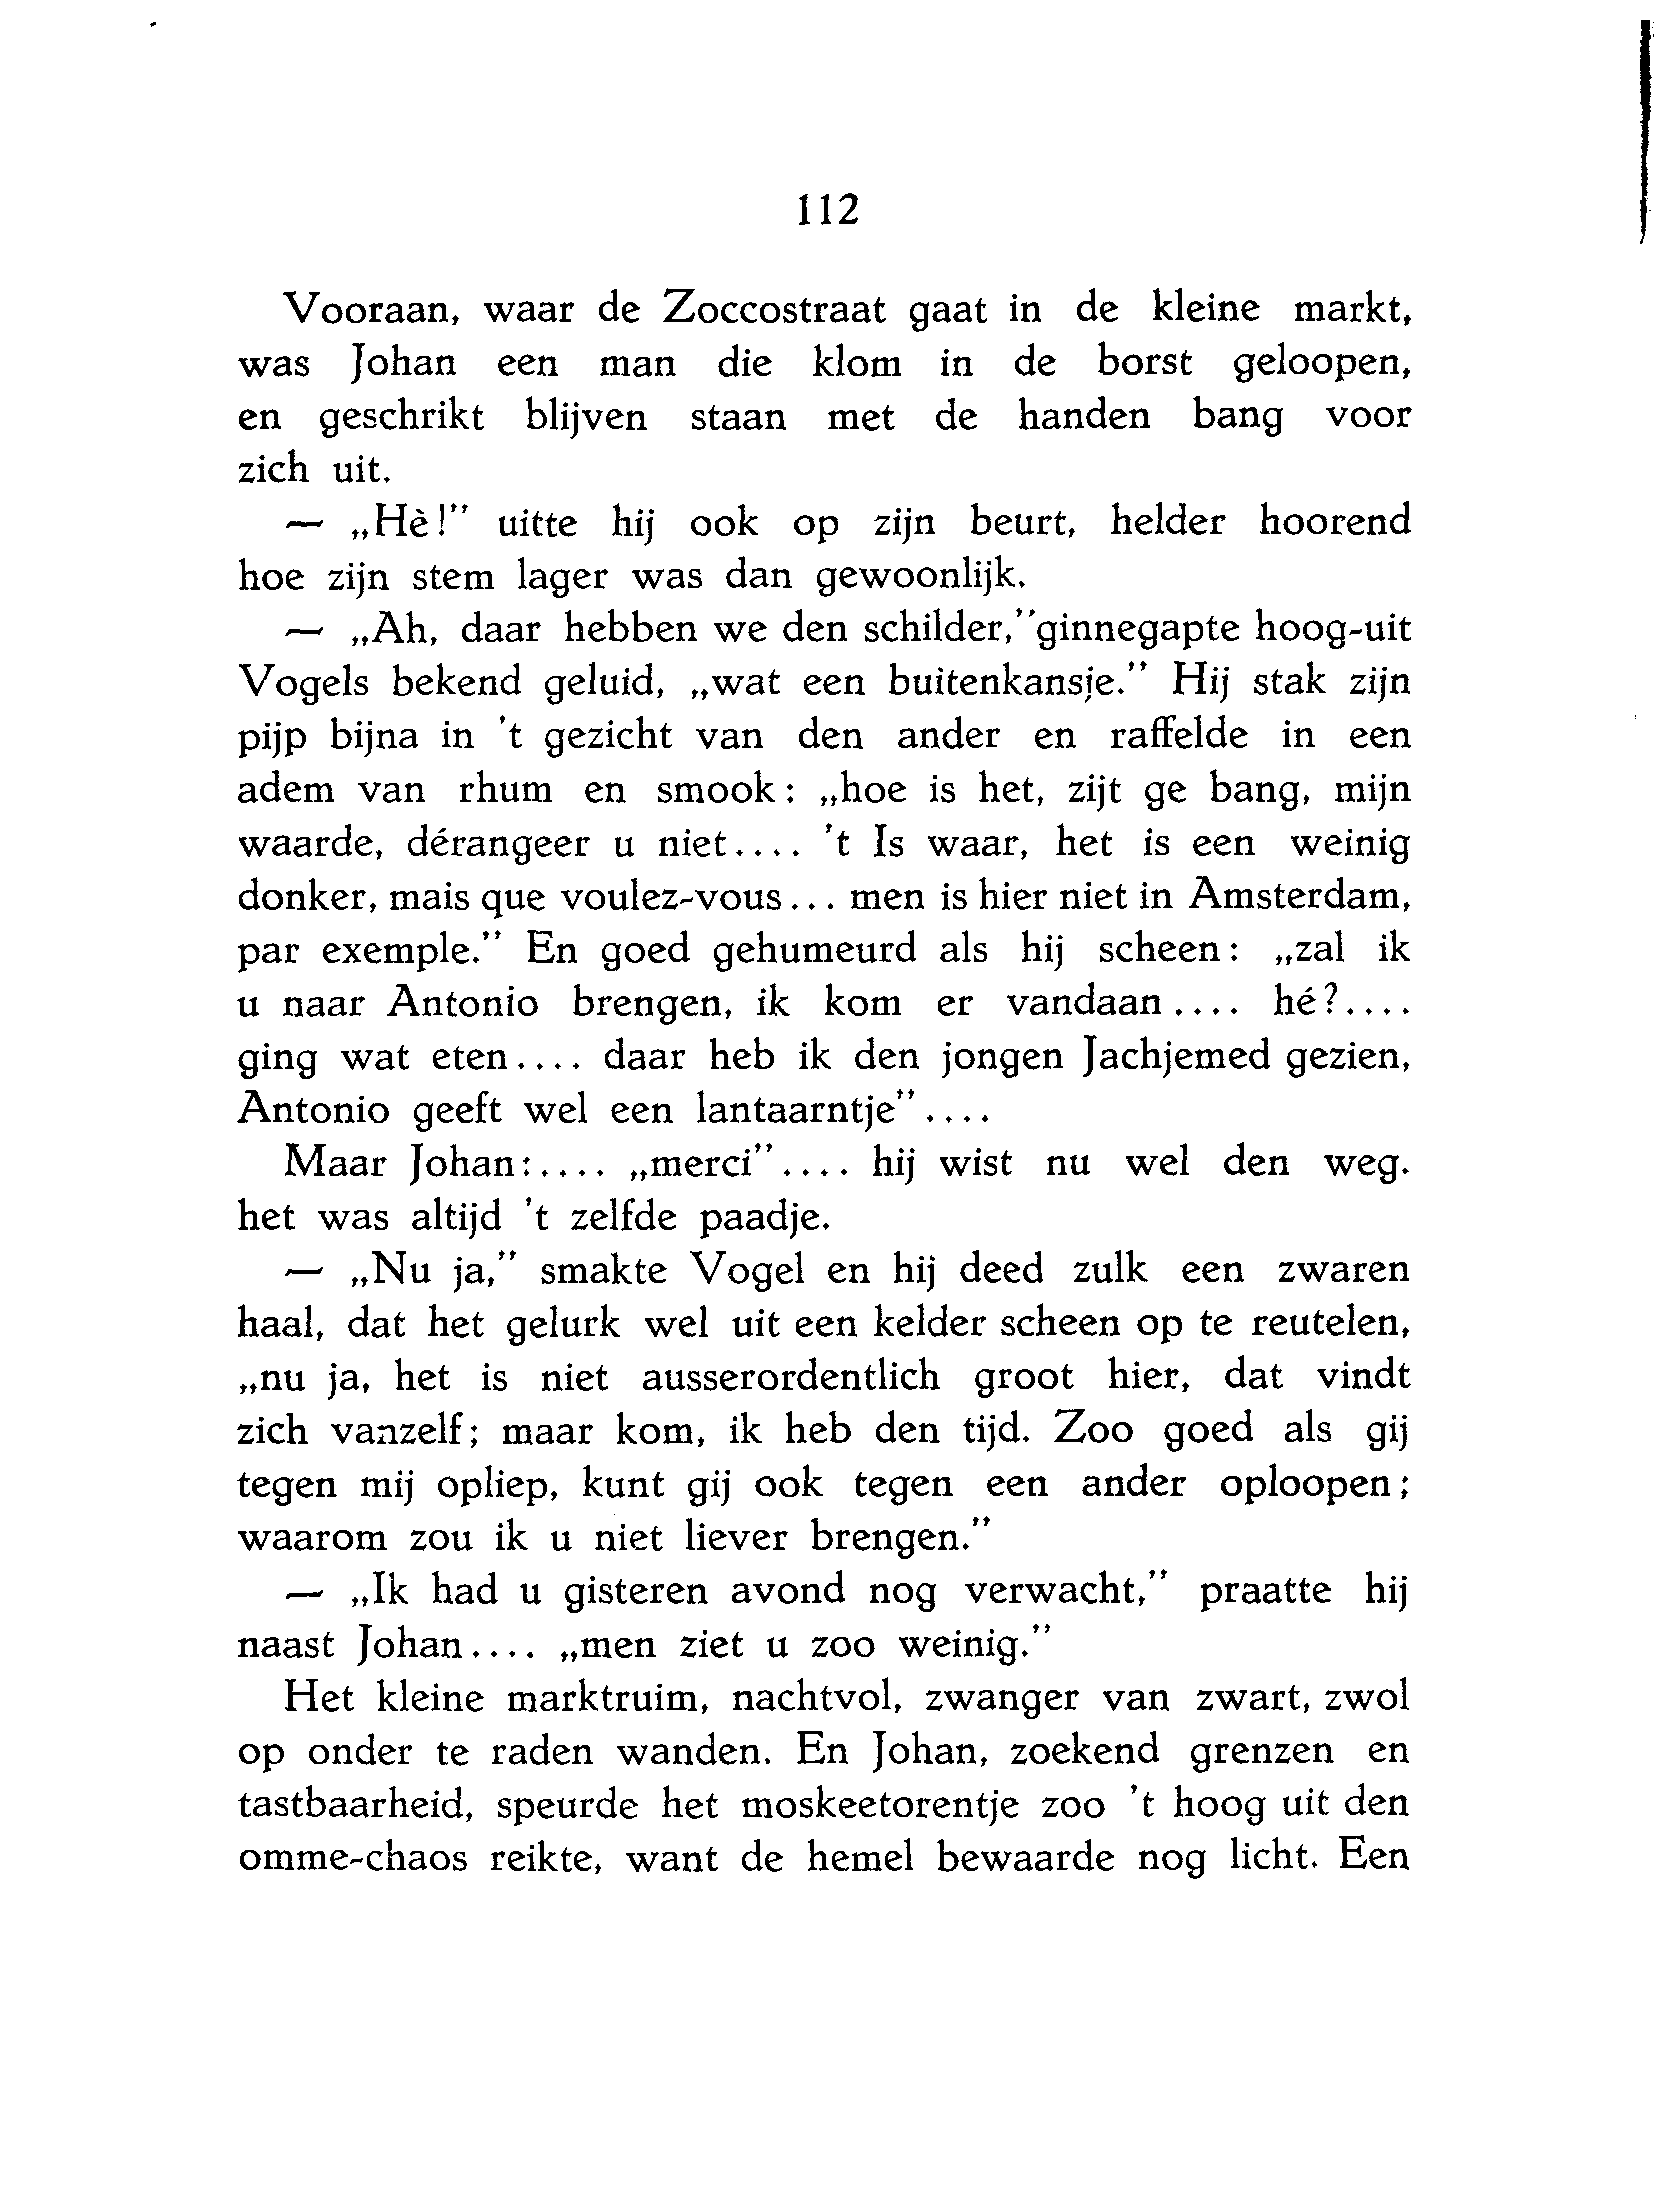 112
Vooraan, waar de Zoccostraat gaat in de kleine markt,
was Johan een man die klom in de borst geloopen,
en geschrikt blijven staan met de handen bang voor
zich uit.
— „Hè!” uitte hij ook op zijn beurt, helder hoorend
hoe zijn stem lager was dan gewoonlijk.
— „Ah, daar hebben we den schilder,”ginnegapte hoog-uit
Vogels bekend geluid, „wat een buitenkansje.” Hij stak zijn
pijp bijna in 't gezicht van den ander en raffelde in een
adem van rhum en smook: „hoe is het, zijt ge bang, mijn
waarde, dérangeer u niet.... 't Is waar, het is een weinig
donker, mais que voulez-vous... men is hier niet in Amsterdam,
par exemple.” En goed gehumeurd als hij scheen: „zal ik
u naar Antonio brengen, ik kom er vandaan.... hé?....
ging wat eten.... daar heb ik den jongen Jachjemed gezien,
Antonio geeft wel een lantaarntje”....
Maar Johan:.... „merci”.... hij wist nu wel den weg.
het was altijd 't zelfde paadje.
— „Nu ja,” smakte Vogel en hij deed zulk een zwaren
haal, dat het gelurk wel uit een kelder scheen op te reutelen,
„nu ja, het is niet ausserordentlich groot hier, dat vindt
zich vanzelf; maar kom, ik heb den tijd. Zoo goed als gij
tegen mij opliep, kunt gij ook tegen een ander oploopen;
waarom zou ik u niet liever brengen.”
— „Ik had u gisteren avond nog verwacht,” praatte hij
naast Johan.... „men ziet u zoo weinig.”
Het kleine marktruim, nachtvol, zwanger van zwart, zwol
op onder te raden wanden. En Johan, zoekend grenzen en
tastbaarheid, speurde het moskeetorentje zoo 't hoog uit den
omme-chaos reikte, want de hemel bewaarde nog licht. Een